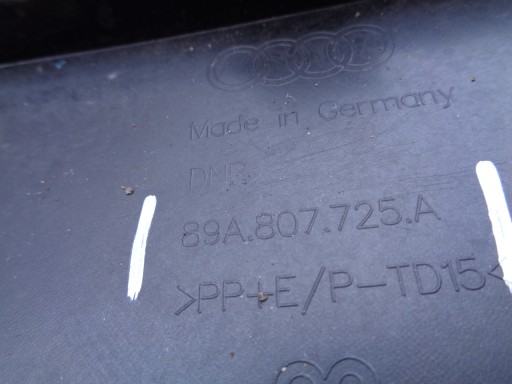 Made in Germany
DNR
89A.807.725.A
>PP+E/P-TD15<